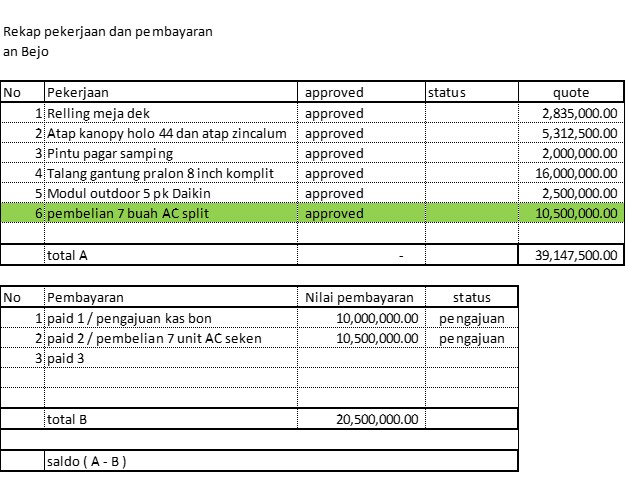 Rekap pekerjaan dan pembayaran
an Bejo
No Pekerjaan approved status quote
1 Relling meja dek approved 2,835,000.00
2 Atap kanopy holo 44 dan atap zincalum approved 5,312,500.00
3 Pintu pagar samping approved 2,000,000.00
4 Talang gantung pralon 8 inch komplit approved 16,000,000.00
5 Modul outdoor 5 pk Daikin approved 2,500,000.00
6 pembelian 7 buah AC split approved 10,500,000.00
total A - 39,147,500.00
No Pembayaran Nilai pembayaran status
1 paid 1 / pengajuan kas bon 10,000,000.00 pengajuan
2 paid 2 / pembelian 7 unit AC seken 10,500,000.00 pengajuan
3 paid 3
total B 20,500,000.00
saldo ( A - B )